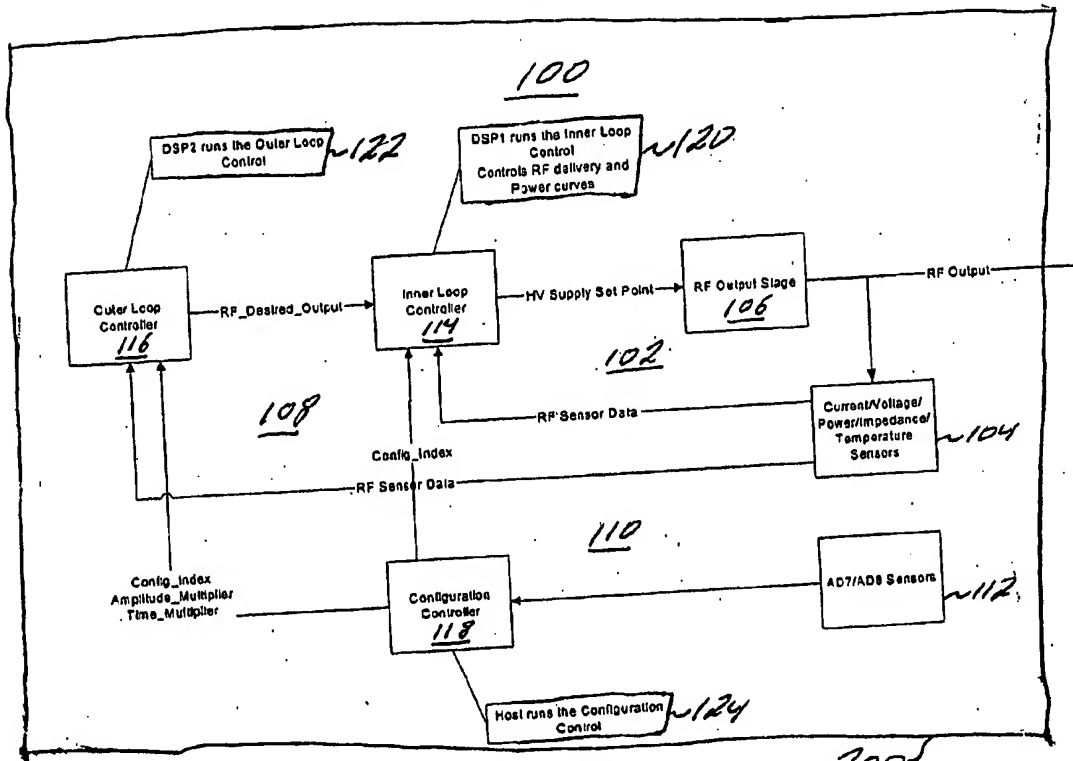 100
DSP2 runs the Outer Loop
Control
~122
DSP1 runs the Inner Loop
Control
Controls RF delivery and
Power curves
~120
Outer Loop
Controller
116
RF_Desired_Output
Inner Loop
Controller
114
HV Supply Set Point
RF Output Stage
106
RF Output
102
108
RF Sensor Data
Current/Voltage/
Power/Impedance/
Temperature
Sensors
~104
Config_Index
RF Sensor Data
110
Config_Index
Amplitude_Multiplier
Time_Multiplier
Configuration
Controller
118
AD7/AD8 Sensors
~112
Host runs the Configuration
Control
~124
200